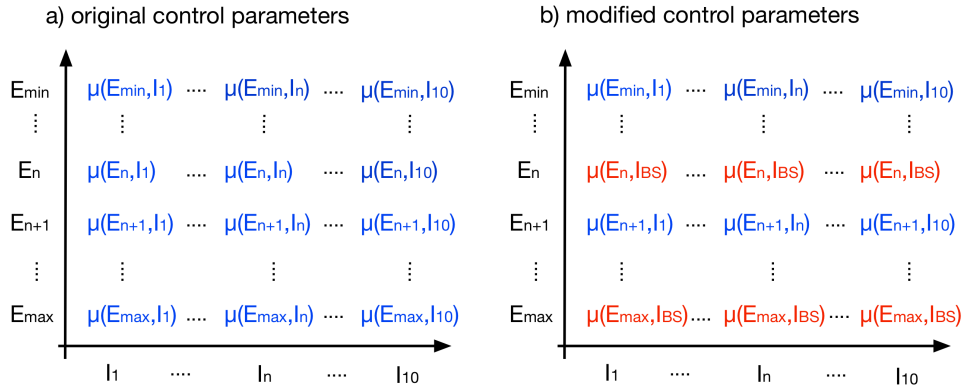 a) original control parameters
Emin μ(Emin,I1) .... μ(Emin,In) .... μ(Emin,I10)
En μ(En,I1) .... μ(En,In) .... μ(En,I10)
En+1 μ(En+1,I1) .... μ(En+1,In) .... μ(En+1,I10)
Emax μ(Emax,I1) .... μ(Emax,In) .... μ(Emax,I10)
I1 .... In .... I10
b) modified control parameters
Emin μ(Emin,I1) .... μ(Emin,In) .... μ(Emin,I10)
En μ(En,IBS) .... μ(En,IBS) .... μ(En,IBS)
En+1 μ(En+1,I1) .... μ(En+1,In) .... μ(En+1,I10)
Emax μ(Emax,IBS) .... μ(Emax,IBS) .... μ(Emax,IBS)
I1 .... In .... I10